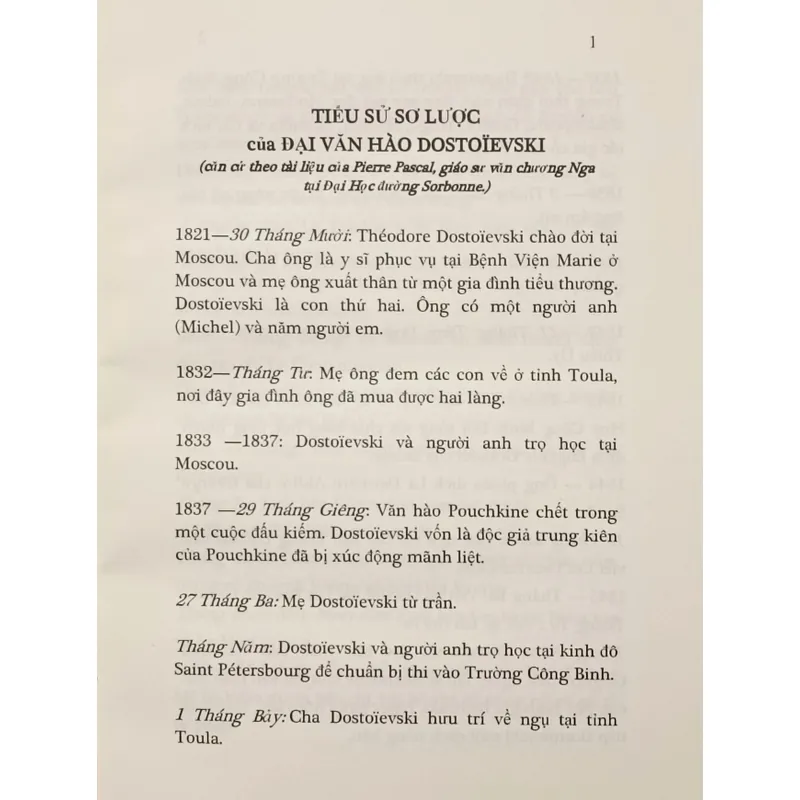 1
TIỂU SỬ SƠ LƯỢC
của ĐẠI VĂN HÀO DOSTOÏEVSKI
(căn cứ theo tài liệu của Pierre Pascal, giáo sư văn chương Nga
tại Đại Học đường Sorbonne.)
1821—30 Tháng Mười: Théodore Dostoïevski chào đời tại
Moscou. Cha ông là y sĩ phục vụ tại Bệnh Viện Marie ở
Moscou và mẹ ông xuất thân từ một gia đình tiểu thương.
Dostoïevski là con thứ hai. Ông có một người anh
(Michel) và năm người em.
1832—Tháng Tư: Mẹ ông đem các con về ở tỉnh Toula,
nơi đây gia đình ông đã mua được hai làng.
1833 —1837: Dostoïevski và người anh trọ học tại
Moscou.
1837 —29 Tháng Giêng: Văn hào Pouchkine chết trong
một cuộc đấu kiếm. Dostoïevski vốn là độc giả trung kiên
của Pouchkine đã bị xúc động mãnh liệt.
27 Tháng Ba: Mẹ Dostoïevski từ trần.
Tháng Năm: Dostoïevski và người anh trọ học tại kinh đô
Saint Pétersbourg để chuẩn bị thi vào Trường Công Binh.
1 Tháng Bảy: Cha Dostoïevski hưu trí về ngụ tại tỉnh
Toula.